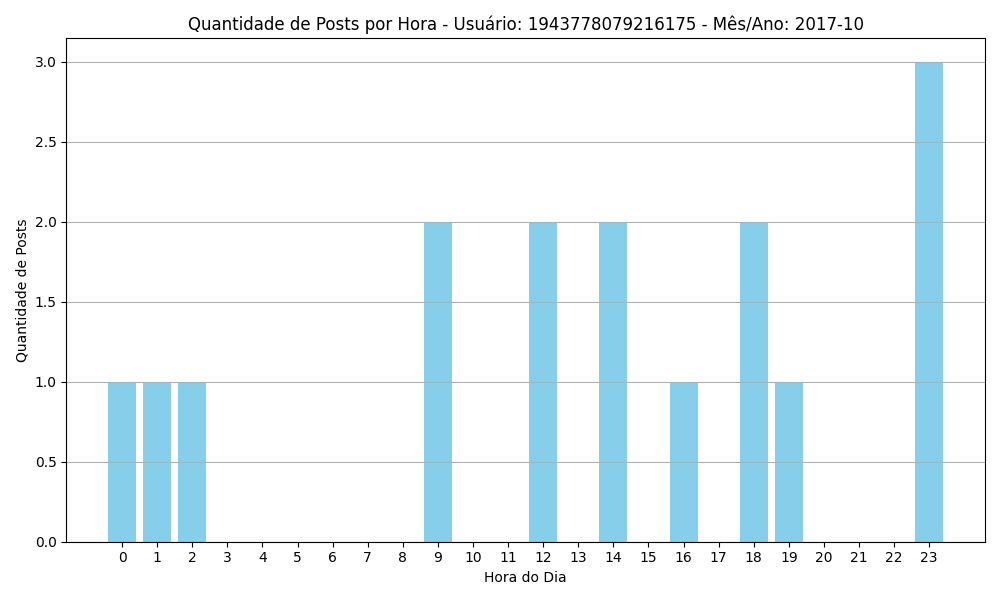 Quantidade de Posts por Hora - Usuário: 1943778079216175 - Mês/Ano: 2017-10
Quantidade de Posts
3.0
2.5
2.0
1.5
1.0
0.5
0.0
0 1 2 3 4 5 6 7 8 9 10 11 12 13 14 15 16 17 18 19 20 21 22 23
Hora do Dia